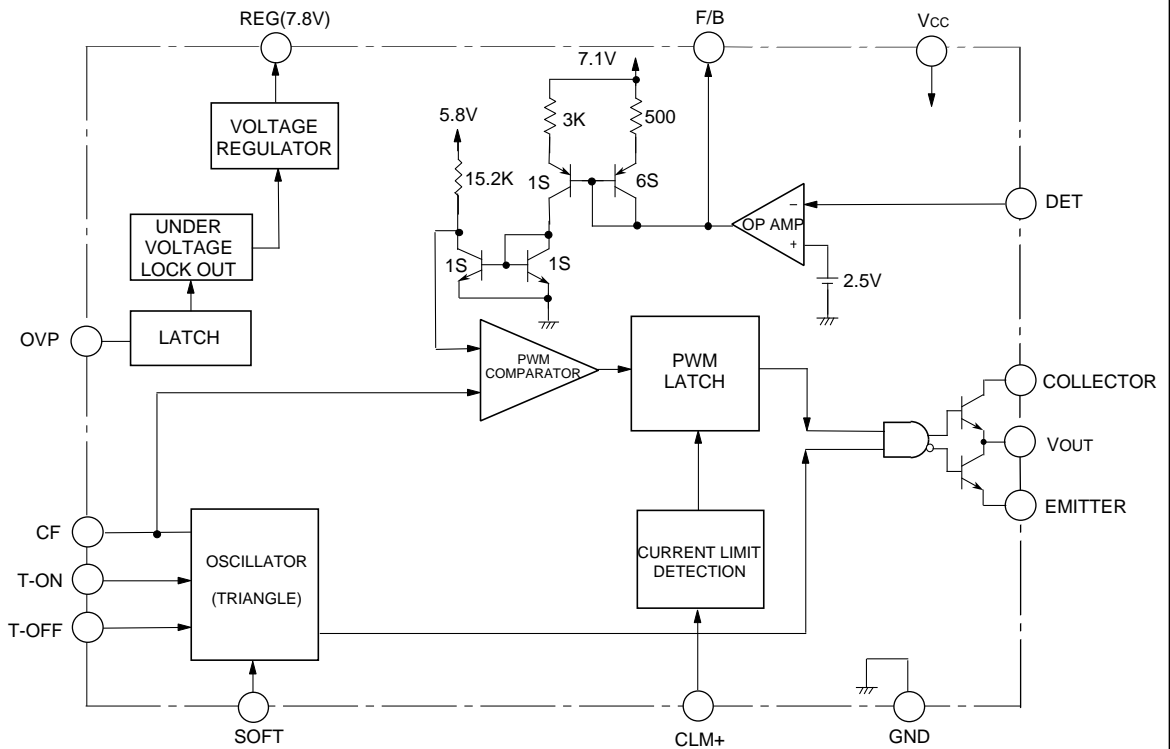 REG(7.8V)
F/B
VCC
7.1V
5.8V
3K
500
VOLTAGE
REGULATOR
15.2K
1S
6S
DET
OP AMP
–
+
UNDER
VOLTAGE
LOCK OUT
1S
1S
2.5V
OVP
LATCH
PWM
COMPARATOR
PWM
LATCH
COLLECTOR
VOUT
EMITTER
CF
OSCILLATOR
(TRIANGLE)
CURRENT LIMIT
DETECTION
T-ON
T-OFF
SOFT
CLM+
GND